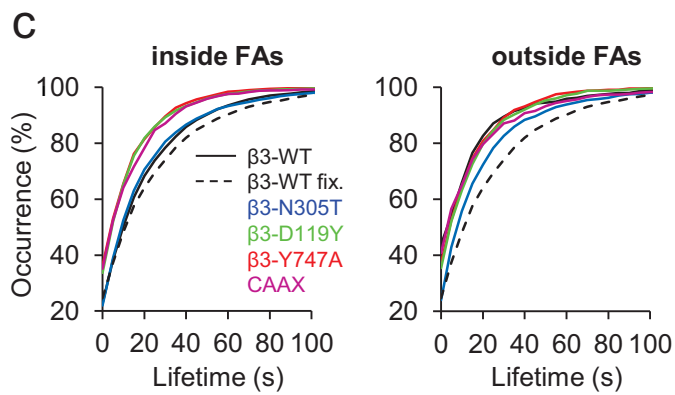 C
inside FAs
outside FAs
Occurrence (%)
100
80
60
40
20
0 20 40 60 80 100
Lifetime (s)
β3-WT
β3-WT fix.
β3-N305T
β3-D119Y
β3-Y747A
CAAX
100
80
60
40
20
0 20 40 60 80 100
Lifetime (s)